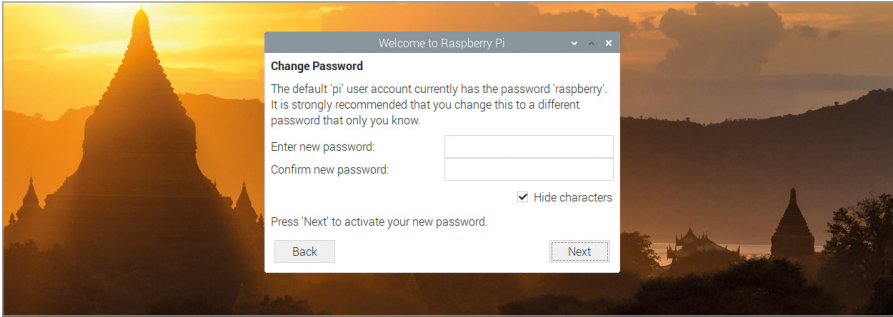 Welcome to Raspberry Pi
Change Password
The default 'pi' user account currently has the password 'raspberry'.
It is strongly recommended that you change this to a different
password that only you know.
Enter new password:
Confirm new password:
Hide characters
Press 'Next' to activate your new password.
Back
Next